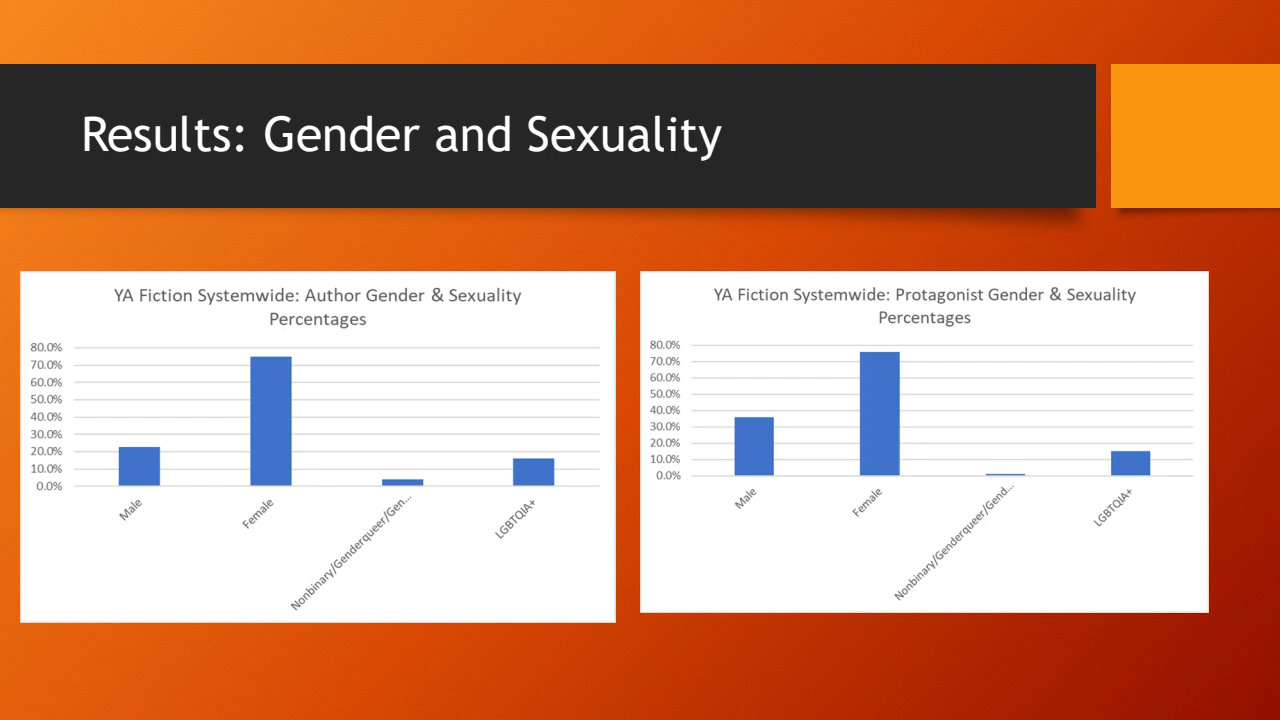 Results: Gender and Sexuality
YA Fiction Systemwide: Author Gender & Sexuality
Percentages
80.0%
70.0%
60.0%
50.0%
40.0%
30.0%
20.0%
10.0%
0.0%
Male
Female
Nonbinary/Genderqueer/Gen...
LGBTQIA+
YA Fiction Systemwide: Protagonist Gender & Sexuality
Percentages
80.0%
70.0%
60.0%
50.0%
40.0%
30.0%
20.0%
10.0%
0.0%
Male
Female
Nonbinary/Genderqueer/Gend...
LGBTQIA+